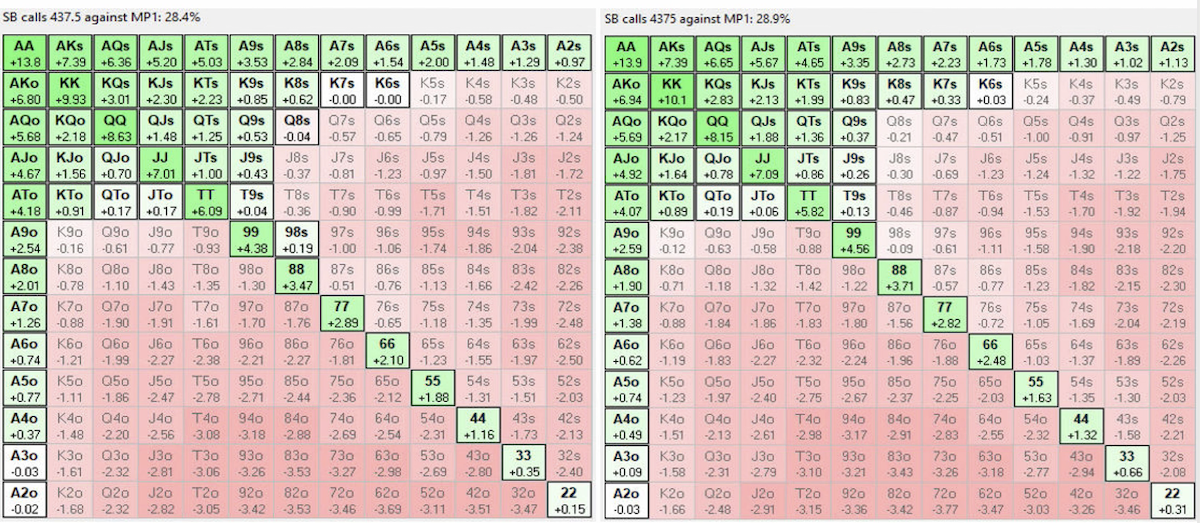 SB calls 437.5 against MP1: 28.4%
AA AKs AQs AJs ATs A9s A8s A7s A6s A5s A4s A3s A2s
+13.8 +7.39 +6.36 +5.20 +5.03 +3.53 +2.84 +2.09 +1.54 +2.00 +1.48 +1.29 +0.97
AKo KK KQs KJs KTs K9s K8s K7s K6s K5s K4s K3s K2s
+6.80 +9.93 +3.01 +2.30 +2.23 +0.85 +0.62 -0.00 -0.00 -0.17 -0.58 -0.48 -0.50
AQo KQo QQ QJs QTs Q9s Q8s Q7s Q6s Q5s Q4s Q3s Q2s
+5.68 +2.18 +8.63 +1.48 +1.25 +0.53 -0.04 -0.57 -0.65 -0.79 -1.26 -1.26 -1.24
AJo KJo QJo JJ JTs J9s J8s J7s J6s J5s J4s J3s J2s
+4.67 +1.56 +0.70 +7.01 +1.00 +0.43 -0.37 -0.81 -1.23 -0.97 -1.50 -1.81 -1.72
ATo KTo QTo JTo TT T9s T8s T7s T6s T5s T4s T3s T2s
+4.18 +0.91 +0.17 +0.17 +6.09 +0.04 -0.36 -0.90 -0.99 -1.71 -1.51 -1.82 -2.11
A9o K9o Q9o J9o T9o 99 98s 97s 96s 95s 94s 93s 92s
+2.54 -0.16 -0.61 -0.77 -0.93 +4.38 +0.19 -1.00 -1.06 -1.74 -1.86 -2.04 -2.38
A8o K8o Q8o J8o T8o 98o 88 87s 86s 85s 84s 83s 82s
+2.01 -0.78 -1.10 -1.43 -1.35 -1.30 +3.47 -0.51 -0.76 -1.13 -1.66 -2.42 -2.26
A7o K7o Q7o J7o T7o 97o 87o 77 76s 75s 74s 73s 72s
+1.26 -0.88 -1.90 -1.91 -1.61 -1.70 -1.76 +2.89 -0.65 -1.18 -1.35 -1.99 -2.48
A6o K6o Q6o J6o T6o 96o 86o 76o 66 65s 64s 63s 62s
+0.74 -1.21 -1.99 -2.27 -2.38 -2.21 -2.27 -1.81 +2.10 -1.23 -1.55 -1.97 -2.50
A5o K5o Q5o J5o T5o 95o 85o 75o 65o 55 54s 53s 52s
+0.77 -1.11 -1.86 -2.47 -2.78 -2.71 -2.44 -2.36 -2.12 +1.88 -1.31 -1.51 -2.03
A4o K4o Q4o J4o T4o 94o 84o 74o 64o 54o 44 43s 42s
+0.37 -1.48 -2.20 -2.56 -3.08 -3.18 -2.88 -2.69 -2.54 -2.31 +1.16 -1.73 -2.13
A3o K3o Q3o J3o T3o 93o 83o 73o 63o 53o 43o 33 32s
-0.03 -1.61 -2.32 -2.81 -3.06 -3.26 -3.53 -3.27 -2.98 -2.69 -2.80 +0.35 -2.40
A2o K2o Q2o J2o T2o 92o 82o 72o 62o 52o 42o 32o 22
-0.02 -1.68 -2.32 -2.82 -3.05 -3.42 -3.53 -3.46 -3.69 -3.11 -3.51 -3.47 +0.15
SB calls 4375 against MP1: 28.9%
AA AKs AQs AJs ATs A9s A8s A7s A6s A5s A4s A3s A2s
+13.9 +7.39 +6.65 +5.67 +4.65 +3.35 +2.73 +2.23 +1.73 +1.78 +1.30 +1.02 +1.13
AKo KK KQs KJs KTs K9s K8s K7s K6s K5s K4s K3s K2s
+6.94 +10.1 +2.83 +2.13 +1.99 +0.83 +0.47 +0.33 +0.03 -0.24 -0.37 -0.49 -0.79
AQo KQo QQ QJs QTs Q9s Q8s Q7s Q6s Q5s Q4s Q3s Q2s
+5.69 +2.17 +8.15 +1.88 +1.36 +0.37 -0.21 -0.47 -0.51 -1.00 -0.91 -0.97 -1.25
AJo KJo QJo JJ JTs J9s J8s J7s J6s J5s J4s J3s J2s
+4.92 +1.64 +0.78 +7.09 +0.86 +0.26 -0.30 -0.69 -1.23 -1.24 -1.32 -1.22 -1.75
ATo KTo QTo JTo TT T9s T8s T7s T6s T5s T4s T3s T2s
+4.07 +0.89 +0.19 +0.06 +5.82 +0.13 -0.46 -0.87 -0.94 -1.53 -1.70 -1.92 -1.94
A9o K9o Q9o J9o T9o 99 98s 97s 96s 95s 94s 93s 92s
+2.59 -0.12 -0.63 -0.58 -0.88 +4.56 -0.09 -0.61 -1.11 -1.58 -1.90 -2.18 -2.20
A8o K8o Q8o J8o T8o 98o 88 87s 86s 85s 84s 83s 82s
+1.90 -0.71 -1.18 -1.32 -1.42 -1.22 +3.71 -0.57 -0.77 -1.23 -1.82 -2.15 -2.30
A7o K7o Q7o J7o T7o 97o 87o 77 76s 75s 74s 73s 72s
+1.38 -0.88 -1.84 -1.86 -1.83 -1.80 -1.56 +2.82 -0.72 -1.05 -1.69 -2.04 -2.19
A6o K6o Q6o J6o T6o 96o 86o 76o 66 65s 64s 63s 62s
+0.62 -1.19 -1.83 -2.27 -2.32 -2.24 -1.96 -1.88 +2.48 -1.03 -1.37 -1.89 -2.26
A5o K5o Q5o J5o T5o 95o 85o 75o 65o 55 54s 53s 52s
+0.74 -1.23 -1.97 -2.40 -2.75 -2.67 -2.37 -2.25 -2.03 +1.63 -1.35 -1.30 -2.03
A4o K4o Q4o J4o T4o 94o 84o 74o 64o 54o 44 43s 42s
+0.49 -1.51 -2.13 -2.61 -2.98 -3.17 -2.91 -2.83 -2.55 -2.32 +1.32 -1.58 -2.21
A3o K3o Q3o J3o T3o 93o 83o 73o 63o 53o 43o 33 32s
+0.09 -1.58 -2.31 -2.79 -3.10 -3.21 -3.43 -3.26 -3.18 -2.77 -2.94 +0.66 -2.08
A2o K2o Q2o J2o T2o 92o 82o 72o 62o 52o 42o 32o 22
-0.03 -1.66 -2.48 -2.91 -3.15 -3.36 -3.42 -3.77 -3.47 -3.03 -3.26 -3.46 +0.31